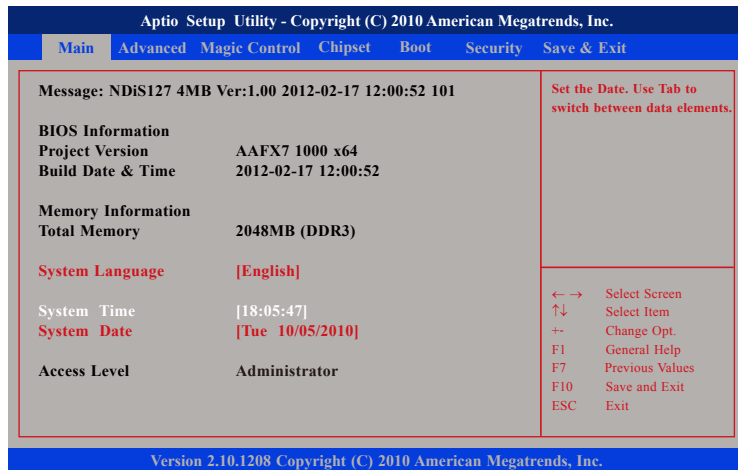 Aptio Setup Utility - Copyright (C) 2010 American Megatrends, Inc.
Main Advanced Magic Control Chipset Boot Security Save & Exit
Message: NDiS127 4MB Ver:1.00 2012-02-17 12:00:52 101
BIOS Information
Project Version AAFX7 1000 x64
Build Date & Time 2012-02-17 12:00:52
Memory Information
Total Memory 2048MB (DDR3)
System Language [English]
System Time [18:05:47]
System Date [Tue 10/05/2010]
Access Level Administrator
Set the Date. Use Tab to
switch between data elements.
←→ Select Screen
↑↓ Select Item
+- Change Opt.
F1 General Help
F7 Previous Values
F10 Save and Exit
ESC Exit
Version 2.10.1208 Copyright (C) 2010 American Megatrends, Inc.